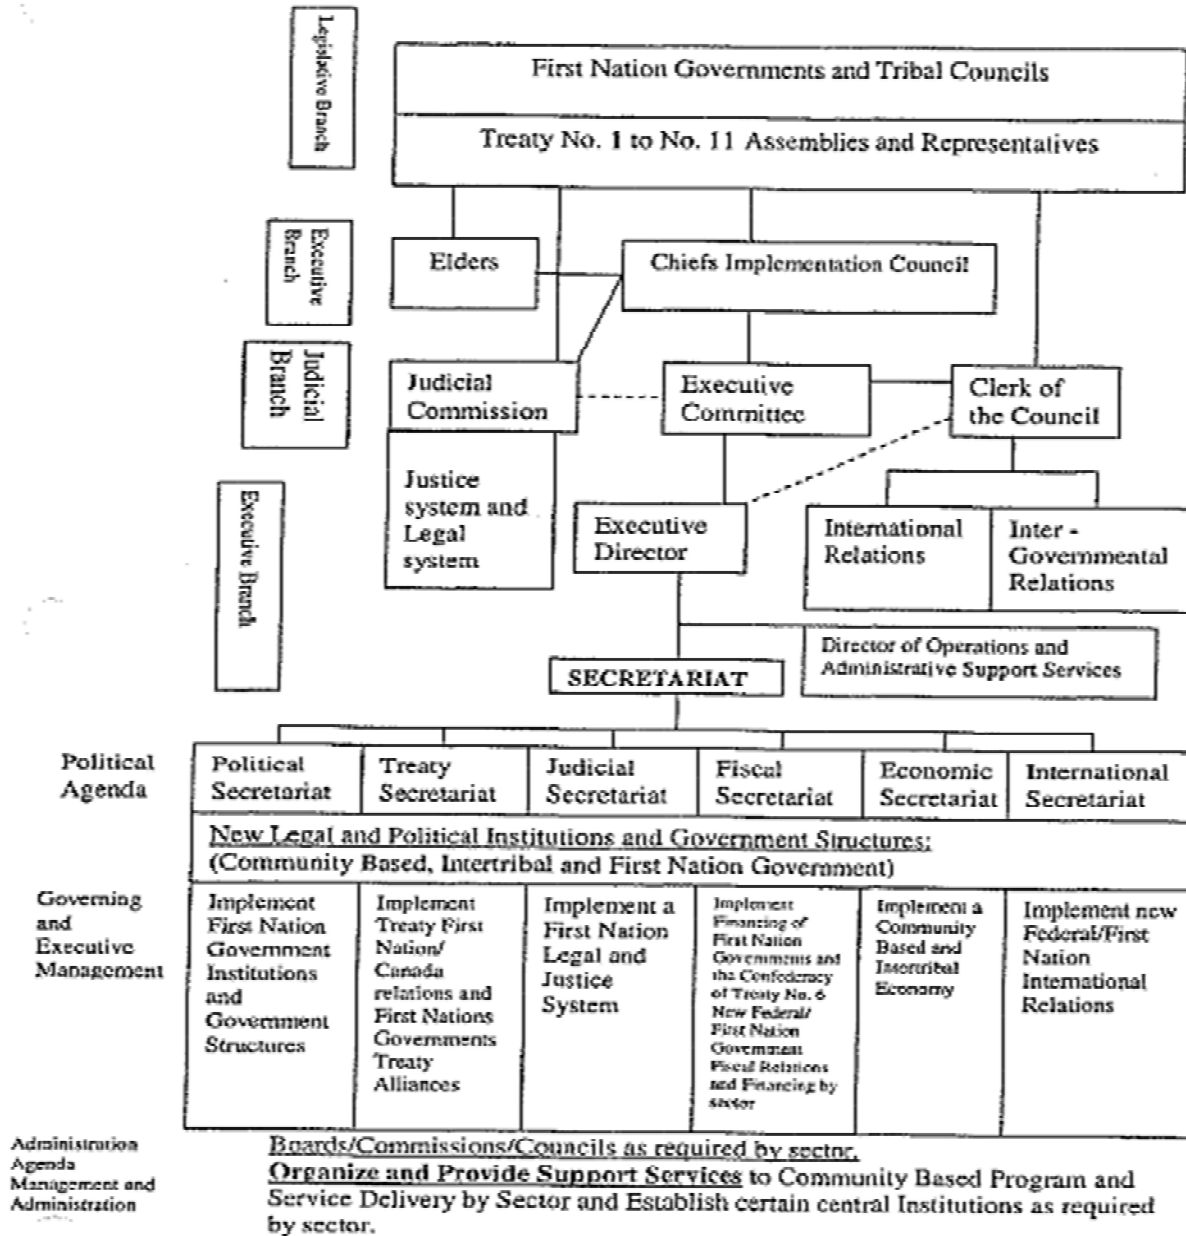 Legislative Branch
First Nation Governments and Tribal Councils
Treaty No. 1 to No. 11 Assemblies and Representatives
Executive
Branch
Elders
Chiefs Implementation Council
Judicial
Branch
Judicial
Commission
Executive
Committee
Clerk of
the Council
Executive Branch
Justice
system and
Legal
system
Executive
Director
International
Relations
Inter -
Governmental
Relations
Director of Operations and
Administrative Support Services
SECRETARIAT
Political
Agenda
Political
Secretariat
Treaty
Secretariat
Judicial
Secretariat
Fiscal
Secretariat
Economic
Secretariat
International
Secretariat
New Legal and Political Institutions and Government Structures:
(Community Based, Intertribal and First Nation Government)
Governing
and
Executive
Management
Implement
First Nation
Government
Institutions
and
Government
Structures
Implement
Treaty First
Nation/
Canada
relations and
First Nations
Governments
Treaty
Alliances
Implement a
First Nation
Legal and
Justice
System
Implement
Financing of
First Nation
Governments and
the Confederacy
of Treaty No. 6
New Federal/
First Nation
Government
Fiscal Relations
and Financing by
sector
Implement a
Community
Based and
Intertribal
Economy
Implement new
Federal/First
Nation
International
Relations
Administration
Agenda
Management and
Administration
Boards/Commissions/Councils as required by sector.
Organize and Provide Support Services to Community Based Program and
Service Delivery by Sector and Establish certain central Institutions as required
by sector.